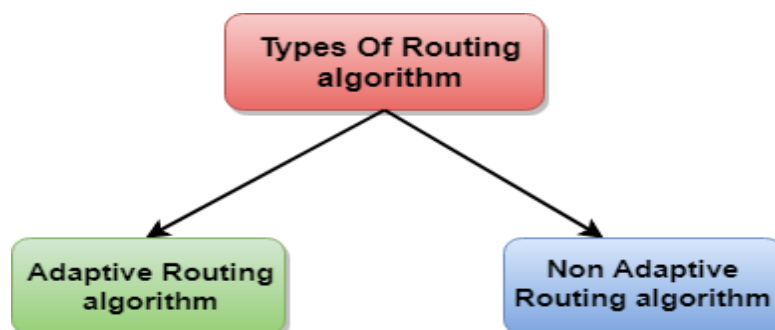 Types Of Routing
algorithm
Adaptive Routing
algorithm
Non Adaptive
Routing algorithm